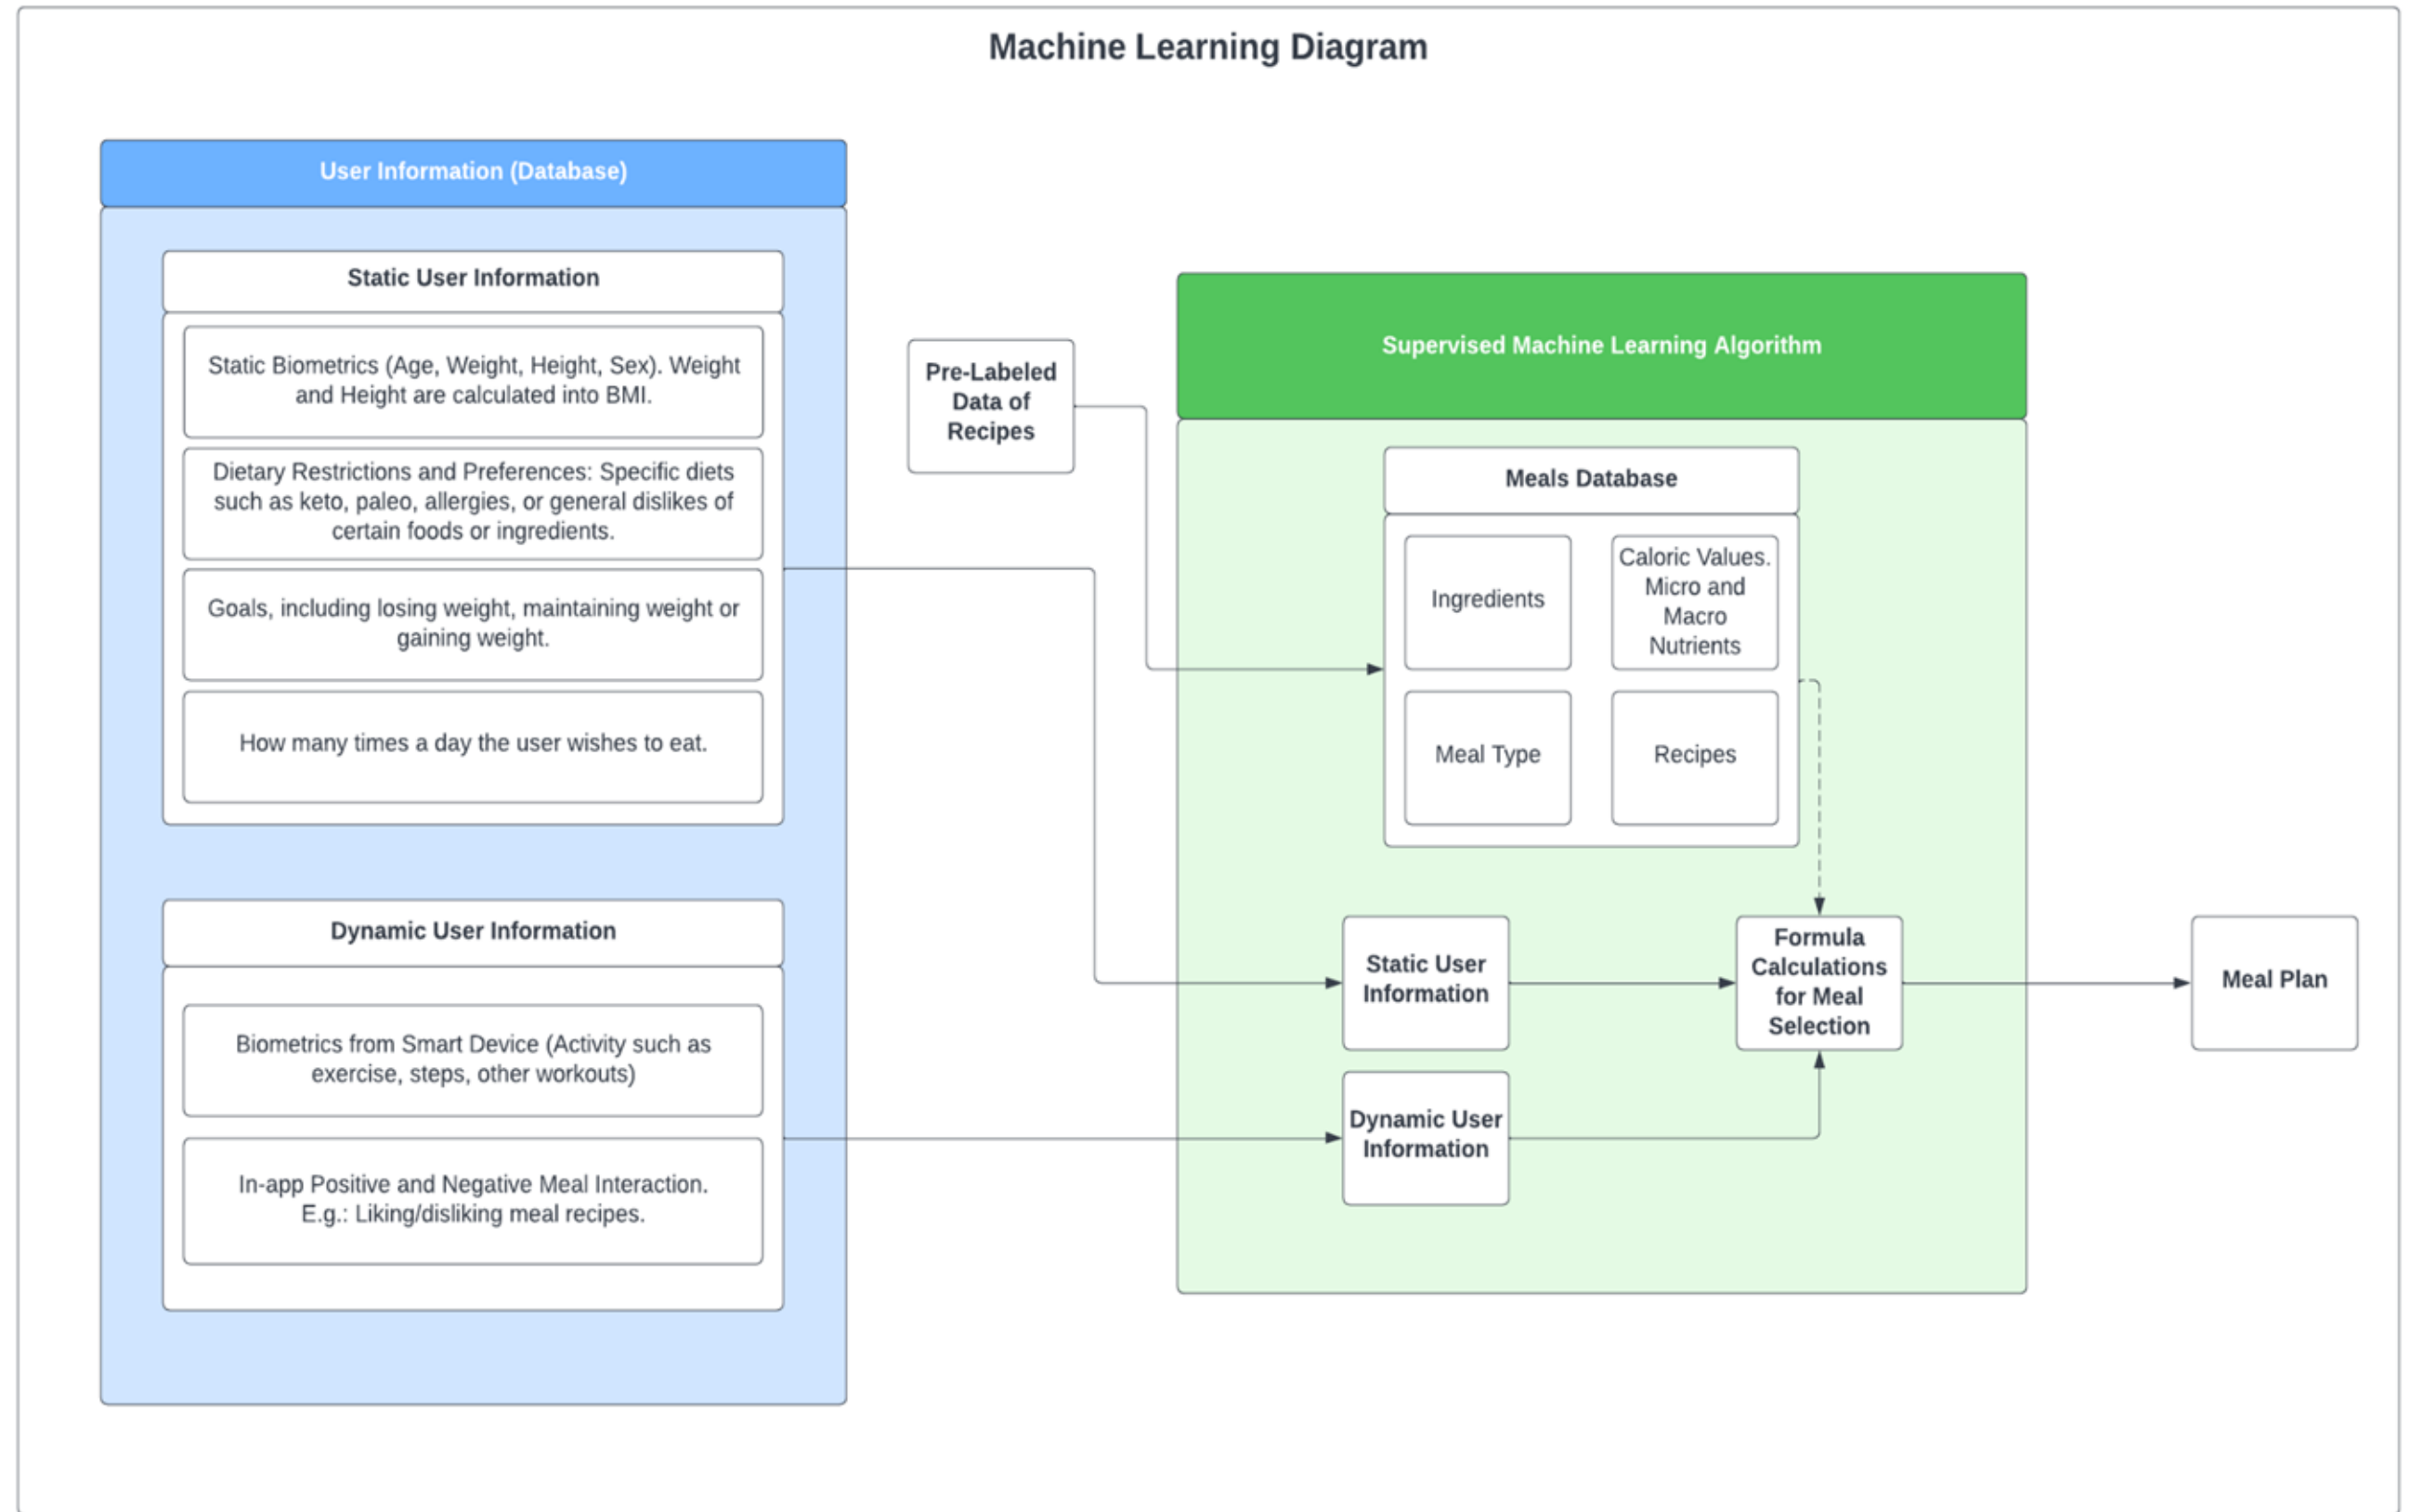 Machine Learning Diagram
User Information (Database)
Static User Information
Static Biometrics (Age, Weight, Height, Sex). Weight
and Height are calculated into BMI.
Dietary Restrictions and Preferences: Specific diets
such as keto, paleo, allergies, or general dislikes of
certain foods or ingredients.
Goals, including losing weight, maintaining weight or
gaining weight.
How many times a day the user wishes to eat.
Dynamic User Information
Biometrics from Smart Device (Activity such as
exercise, steps, other workouts)
In-app Positive and Negative Meal Interaction.
E.g.: Liking/disliking meal recipes.
Pre-Labeled
Data of
Recipes
Supervised Machine Learning Algorithm
Meals Database
Ingredients
Caloric Values.
Micro and
Macro
Nutrients
Meal Type
Recipes
Static User
Information
Dynamic User
Information
Formula
Calculations
for Meal
Selection
Meal Plan